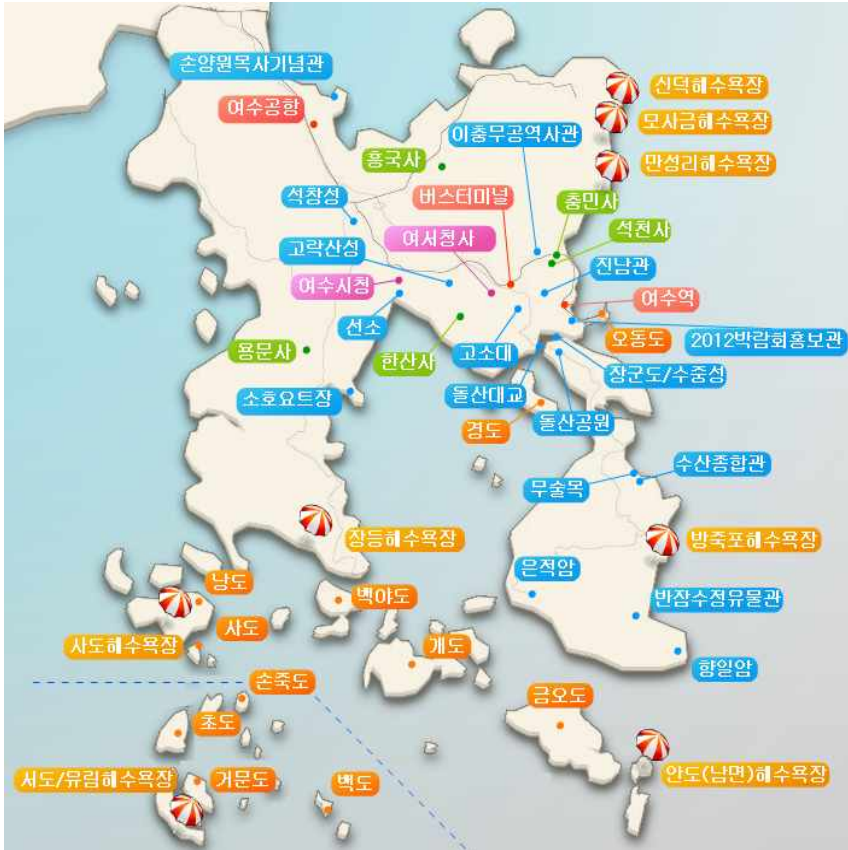 손양원목사기념관
신덕해수욕장
여수공항
모사금해수욕장
이충무공역사관
흥국사
만성리해수욕장
석창성
버스터미널
충민사
석천사
고락산성
여서청사
진남관
여수시청
여수역
선소
오동도
2012박람회홍보관
용문사
한산사
고소대
장군도/수중성
소호요트장
돌산대교
돌산공원
경도
수산종합관
무술목
장등해수욕장
방죽포해수욕장
은적암
낭도
백야도
반잠수정유물관
사도
사도해수욕장
개도
향일암
손죽도
금오도
초도
서도/유림해수욕장
거문도
백도
안도(남면)해수욕장